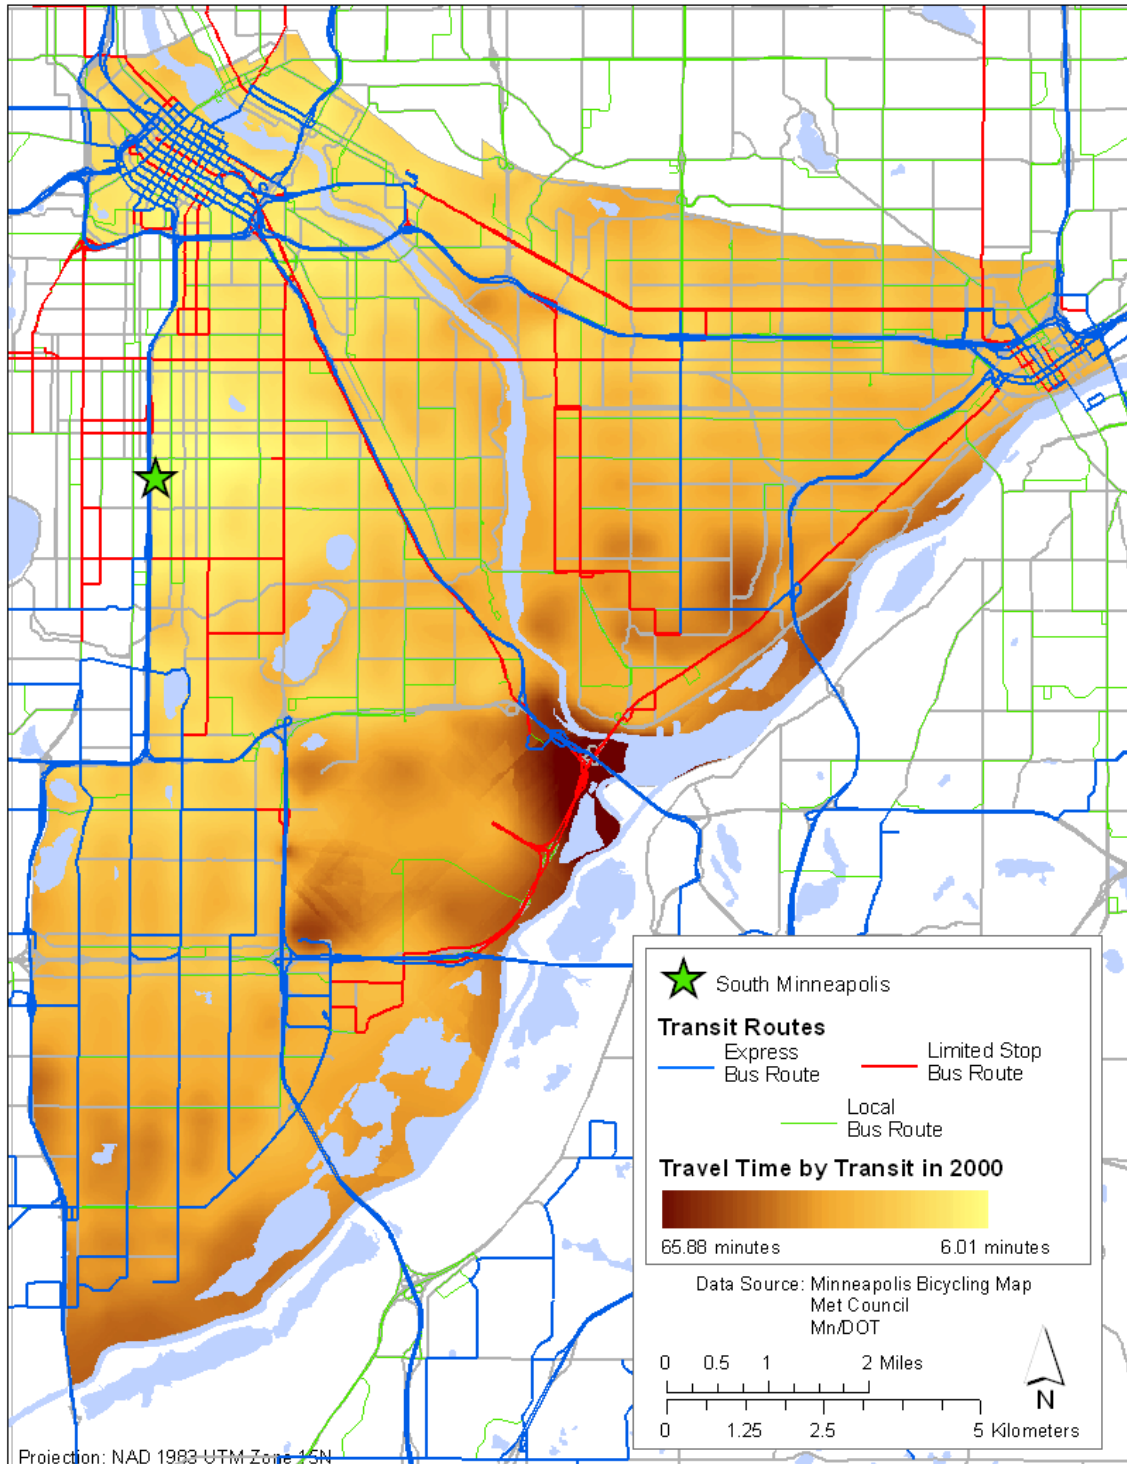 South Minneapolis
Transit Routes
Express
Bus Route
Limited Stop
Bus Route
Local
Bus Route
Travel Time by Transit in 2000
65.88 minutes 6.01 minutes
Data Source: Minneapolis Bicycling Map
Met Council
Mn/DOT
0 0.5 1 2 Miles
0 1.25 2.5 5 Kilometers
N
Projection: NAD 1983 UTM Zone 15N